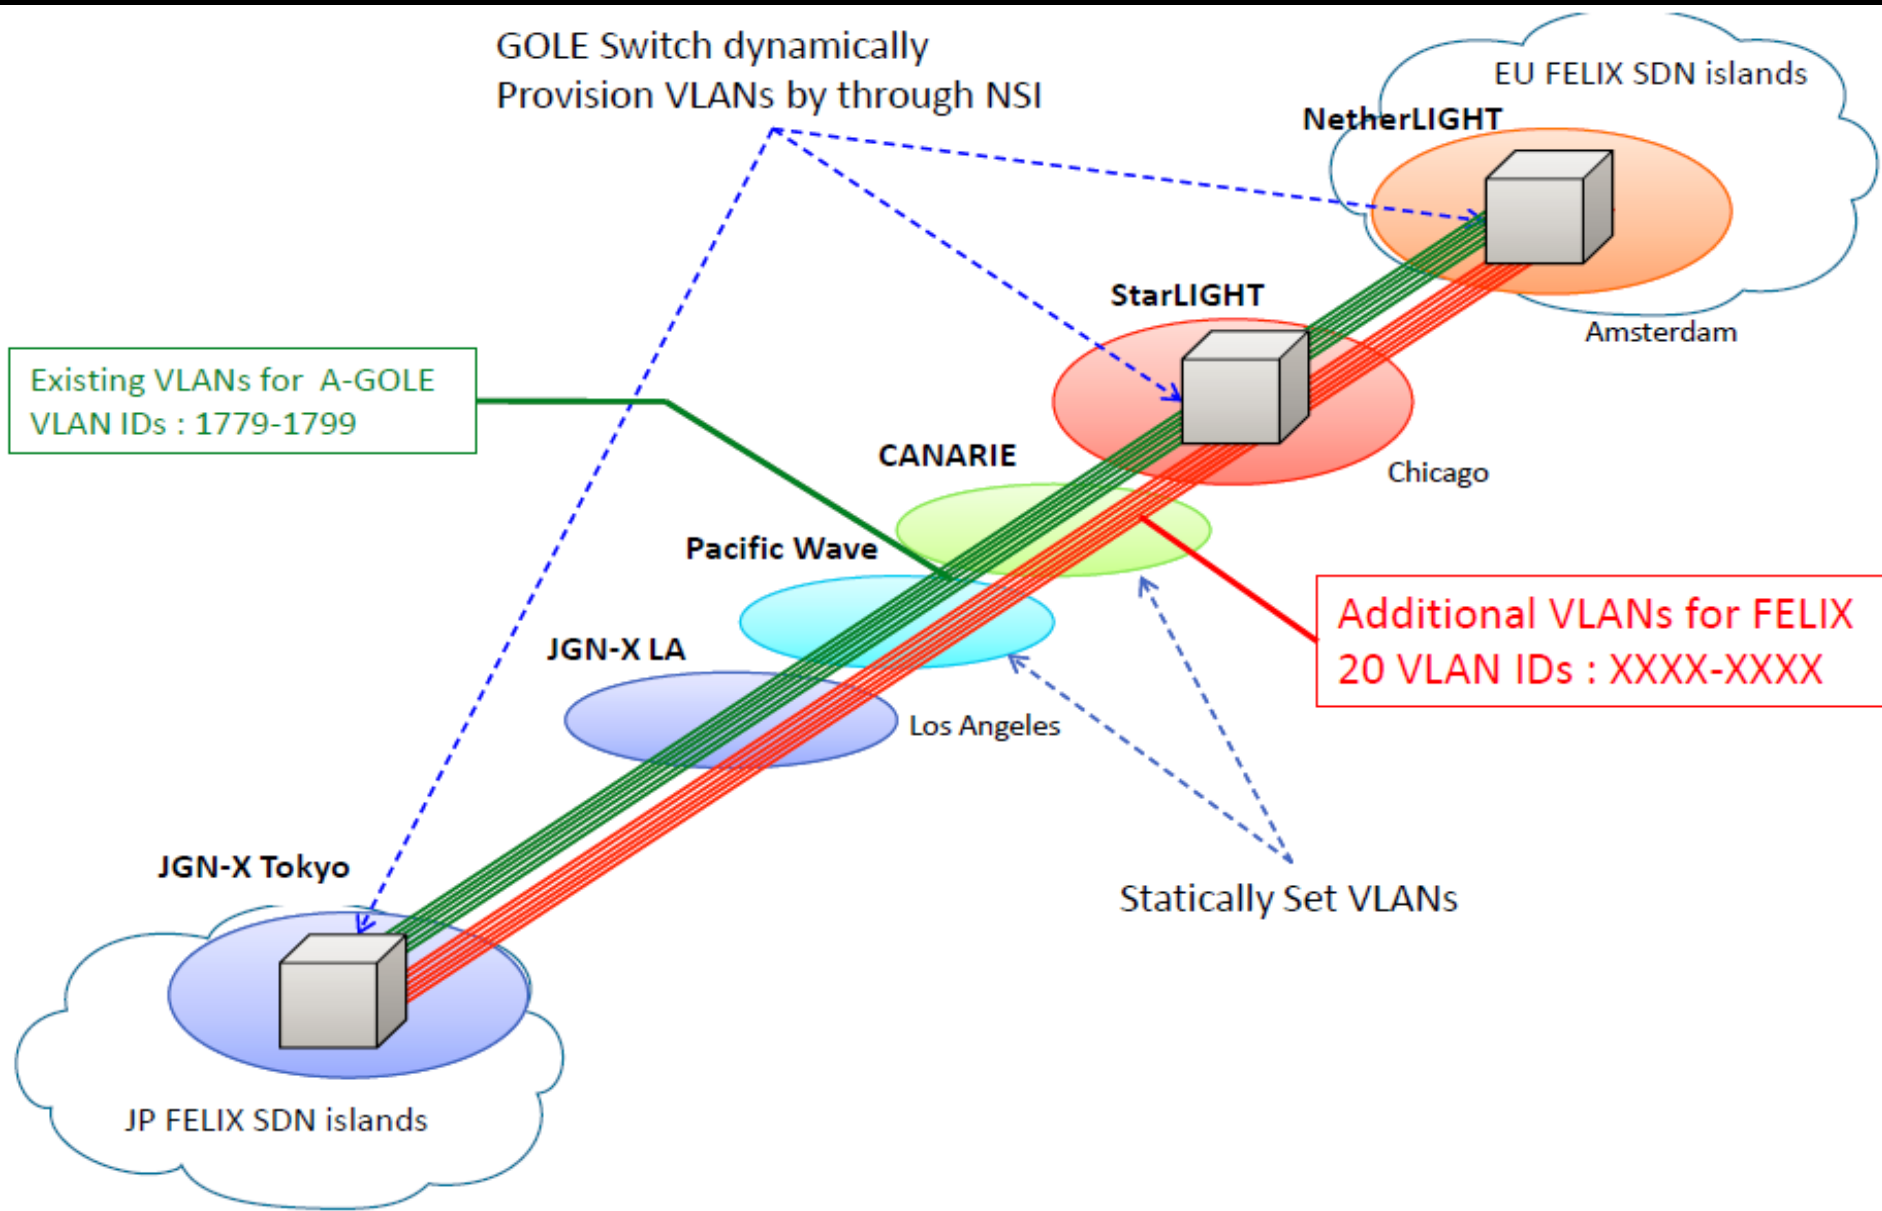 GOLE Switch dynamically
Provision VLANs by through NSI
EU FELIX SDN islands
NetherLIGHT
Amsterdam
StarLIGHT
Chicago
Existing VLANs for A-GOLE
VLAN IDs : 1779-1799
CANARIE
Pacific Wave
Additional VLANs for FELIX
20 VLAN IDs : XXXX-XXXX
JGN-X LA
Los Angeles
JGN-X Tokyo
Statically Set VLANs
JP FELIX SDN islands